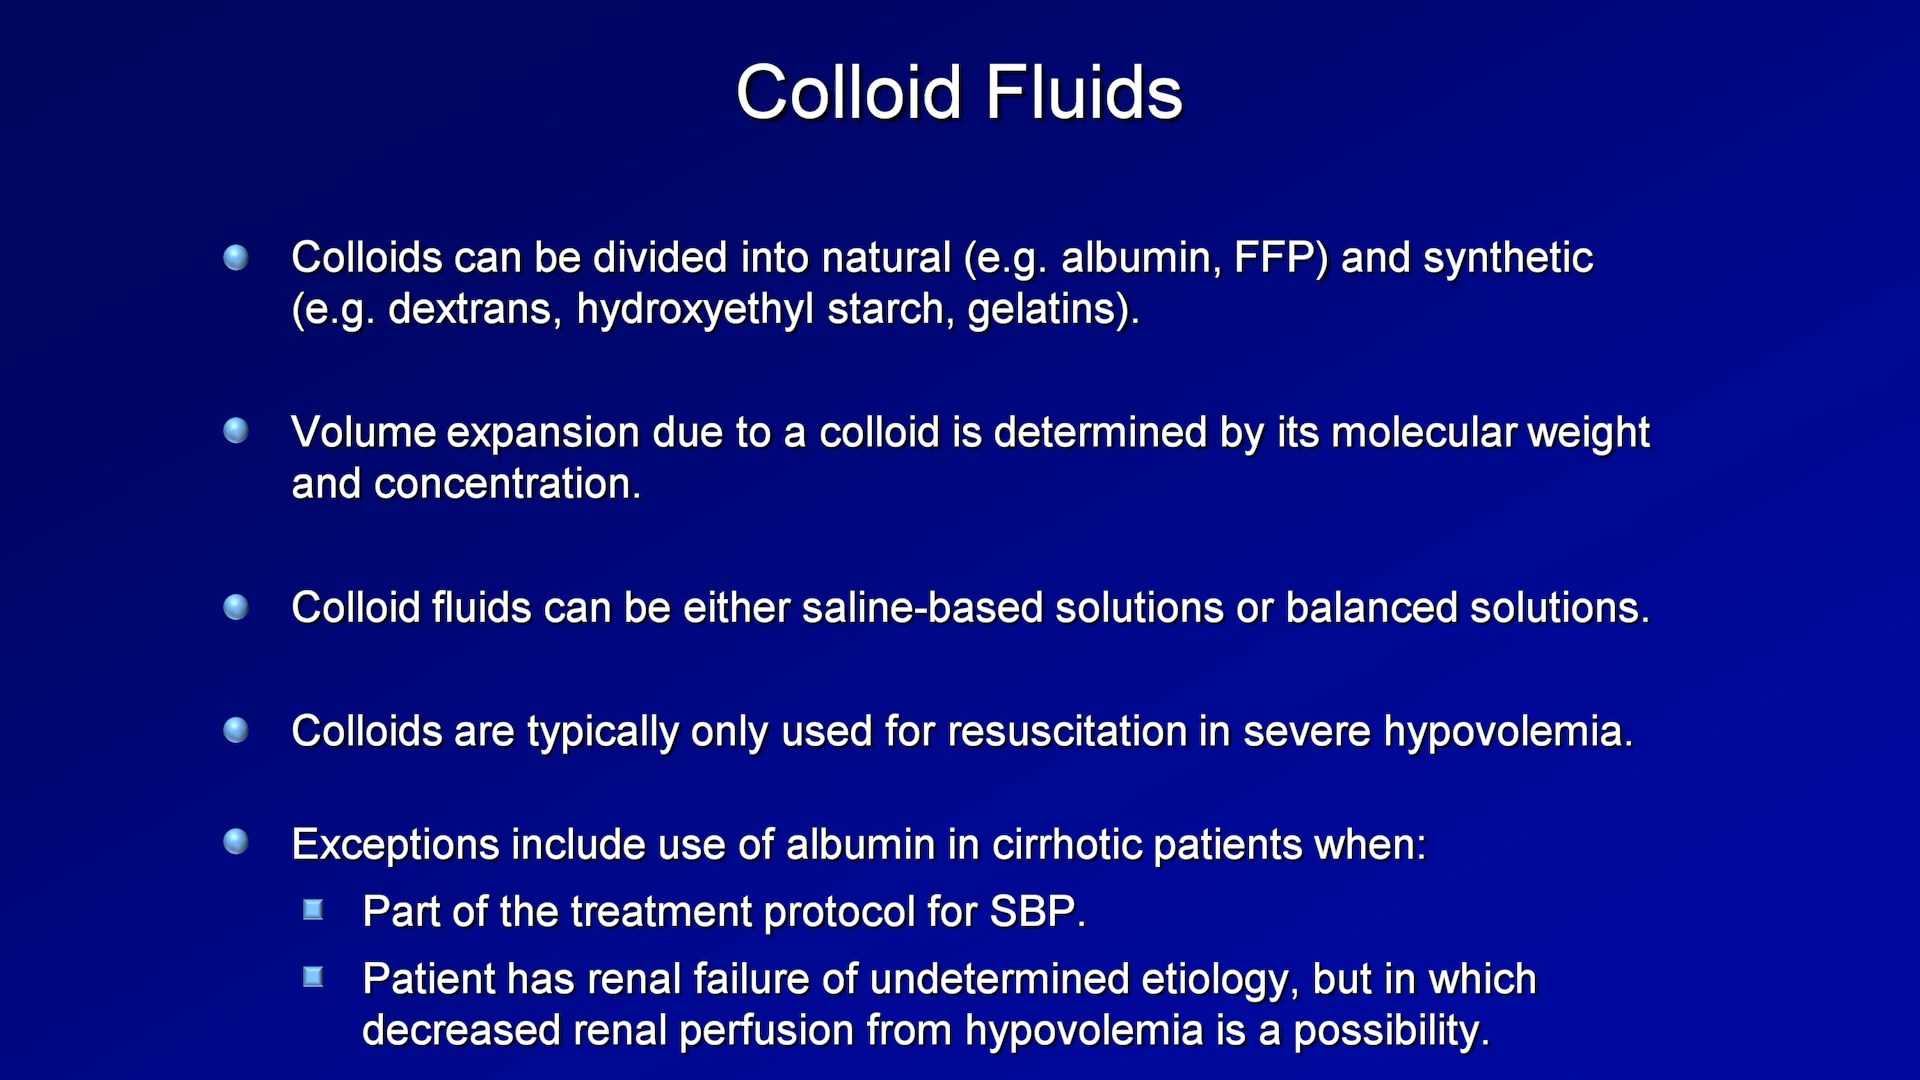 Colloid Fluids
Colloids can be divided into natural (e.g. albumin, FFP) and synthetic
(e.g. dextrans, hydroxyethyl starch, gelatins).
Volume expansion due to a colloid is determined by its molecular weight
and concentration.
Colloid fluids can be either saline-based solutions or balanced solutions.
Colloids are typically only used for resuscitation in severe hypovolemia.
Exceptions include use of albumin in cirrhotic patients when:
Part of the treatment protocol for SBP.
Patient has renal failure of undetermined etiology, but in which
decreased renal perfusion from hypovolemia is a possibility.